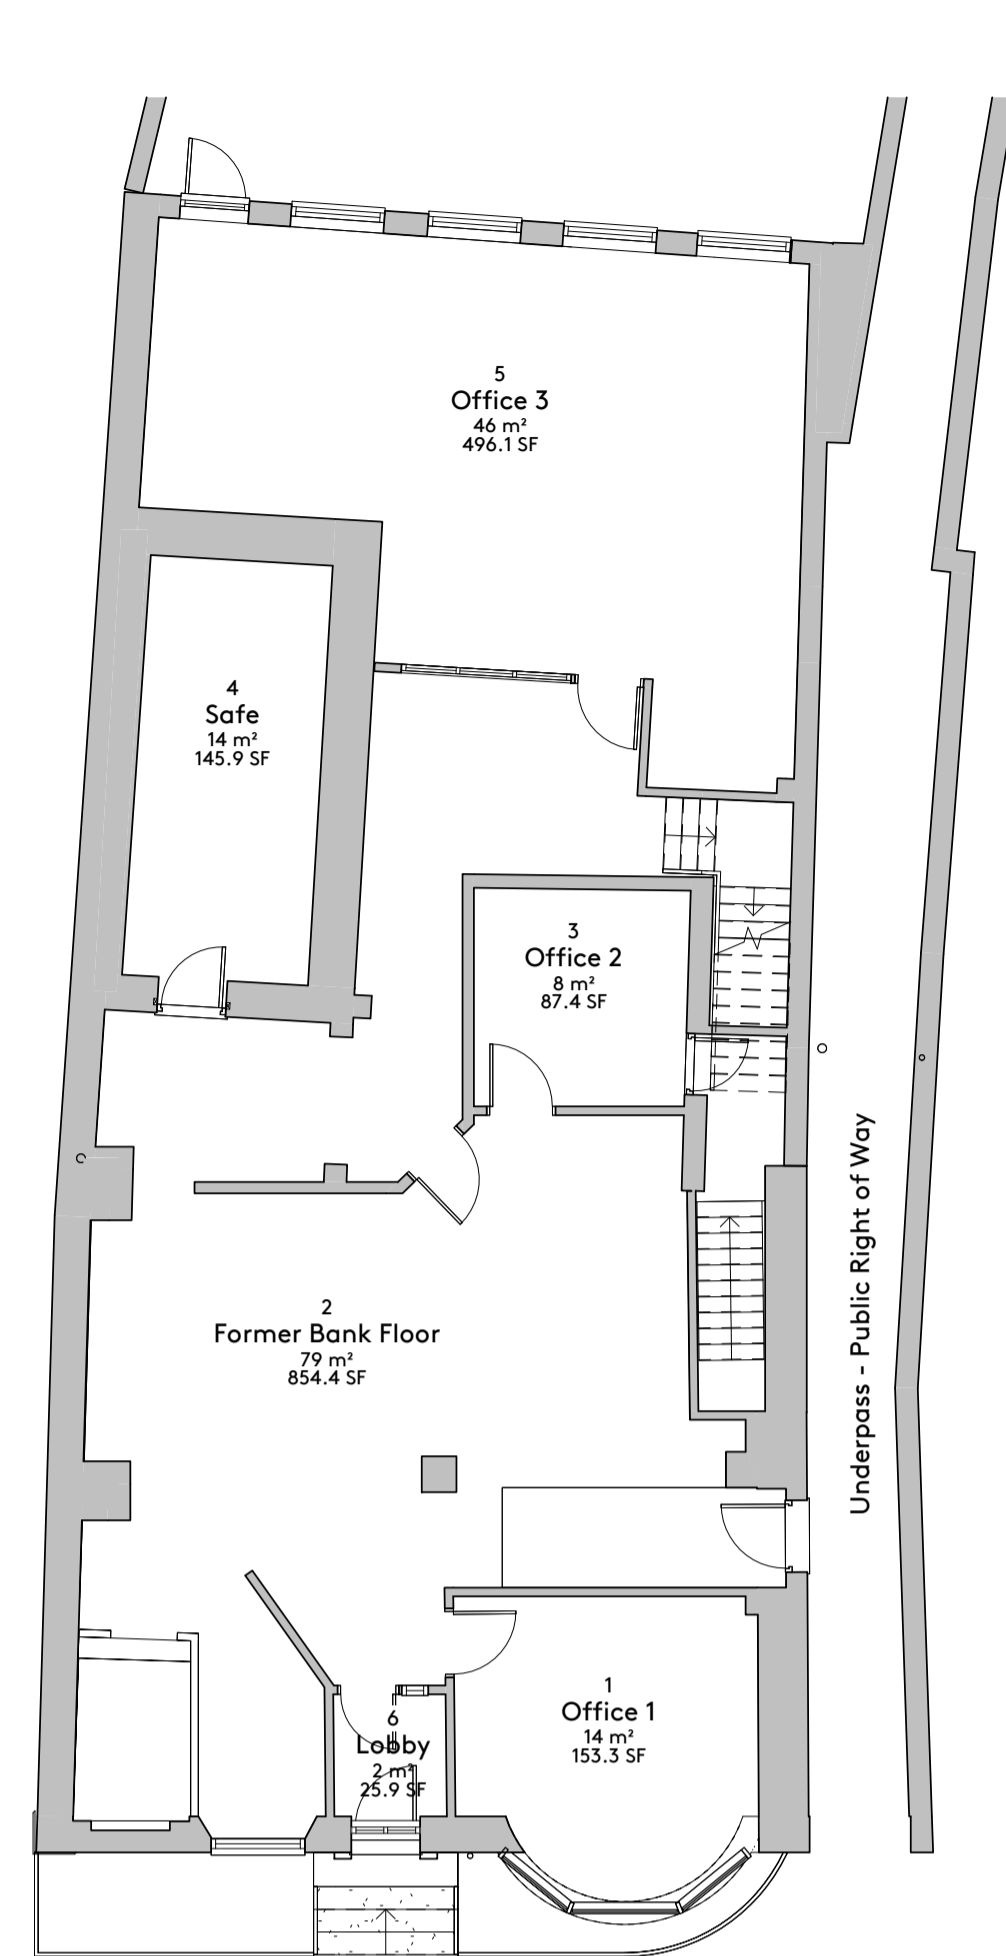 5
Office 3
46 m²
496.1 SF
4
Safe
14 m²
145.9 SF
3
Office 2
8 m²
87.4 SF
Underpass - Public Right of Way
2
Former Bank Floor
79 m²
854.4 SF
1
Office 1
14 m²
153.3 SF
6
Lobby
2 m²
25.9 SF